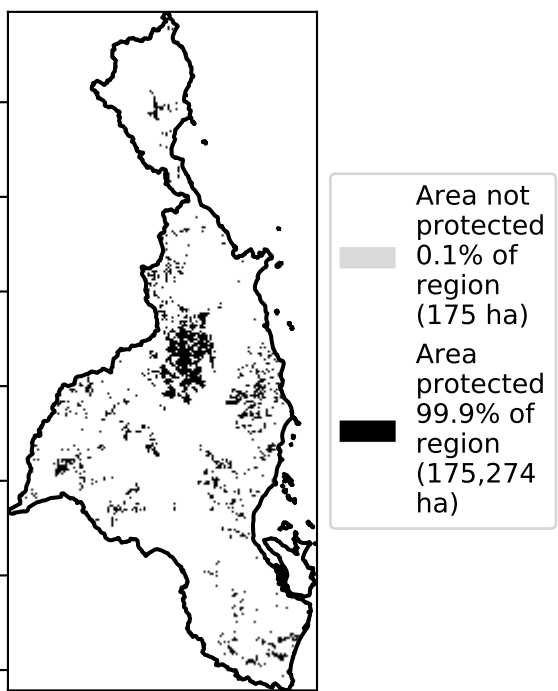 Area not
protected
0.1% of
region
(175 ha)
Area
protected
99.9% of
region
(175,274
ha)